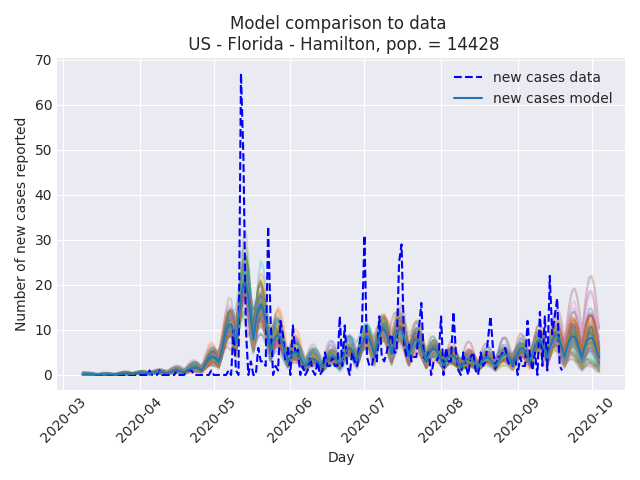 Model comparison to data
US - Florida - Hamilton, pop. = 14428
new cases data
new cases model
Number of new cases reported
70
60
50
40
30
20
10
0
2020-03
2020-04
2020-05
2020-06
2020-07
2020-08
2020-09
2020-10
Day